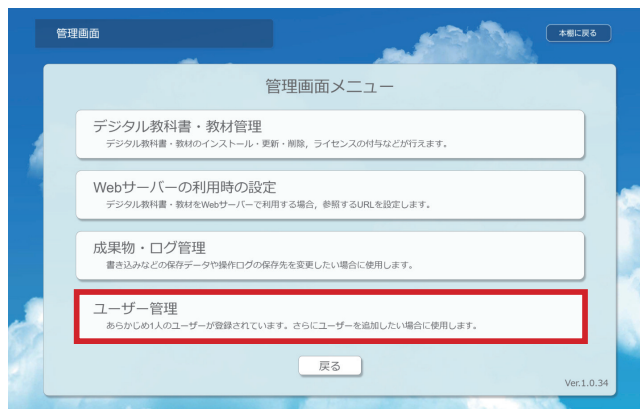 管理画面
本棚に戻る
管理画面メニュー
デジタル教科書・教材管理
デジタル教科書・教材のインストール・更新・削除，ライセンスの付与などが行えます。
Webサーバーの利用時の設定
デジタル教科書・教材をWebサーバーで利用する場合，参照するURLを設定します。
成果物・ログ管理
書き込みなどの保存データや操作ログの保存先を変更したい場合に使用します。
ユーザー管理
あらかじめ1人のユーザーが登録されています。さらにユーザーを追加したい場合に使用します。
戻る
Ver.1.0.34